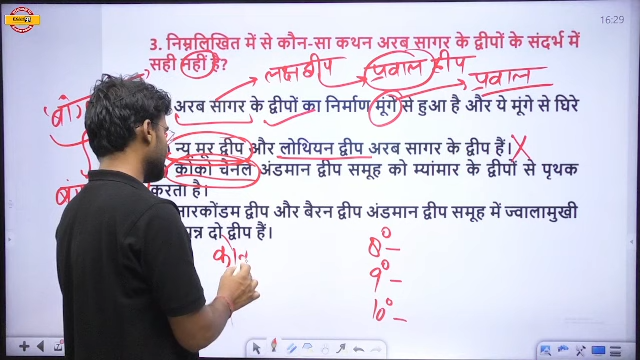 16:29
3. निम्नलिखित में से कौन-सा कथन अरब सागर के द्वीपों के संदर्भ में
सही नहीं है?
लक्षद्वीप
प्रवाल द्वीप
प्रवाल
अरब सागर के द्वीपों का निर्माण मूंगे से हुआ है और ये मूंगे से घिरे
न्यू मूर द्वीप और लोथियन द्वीप अरब सागर के द्वीप हैं।
कोको चैनल अंडमान द्वीप समूह को म्यांमार के द्वीपों से पृथक
करता है।
नारकोंडम द्वीप और बैरन द्वीप अंडमान द्वीप समूह में ज्वालामुखी
दो द्वीप हैं।
8°
9°
10°